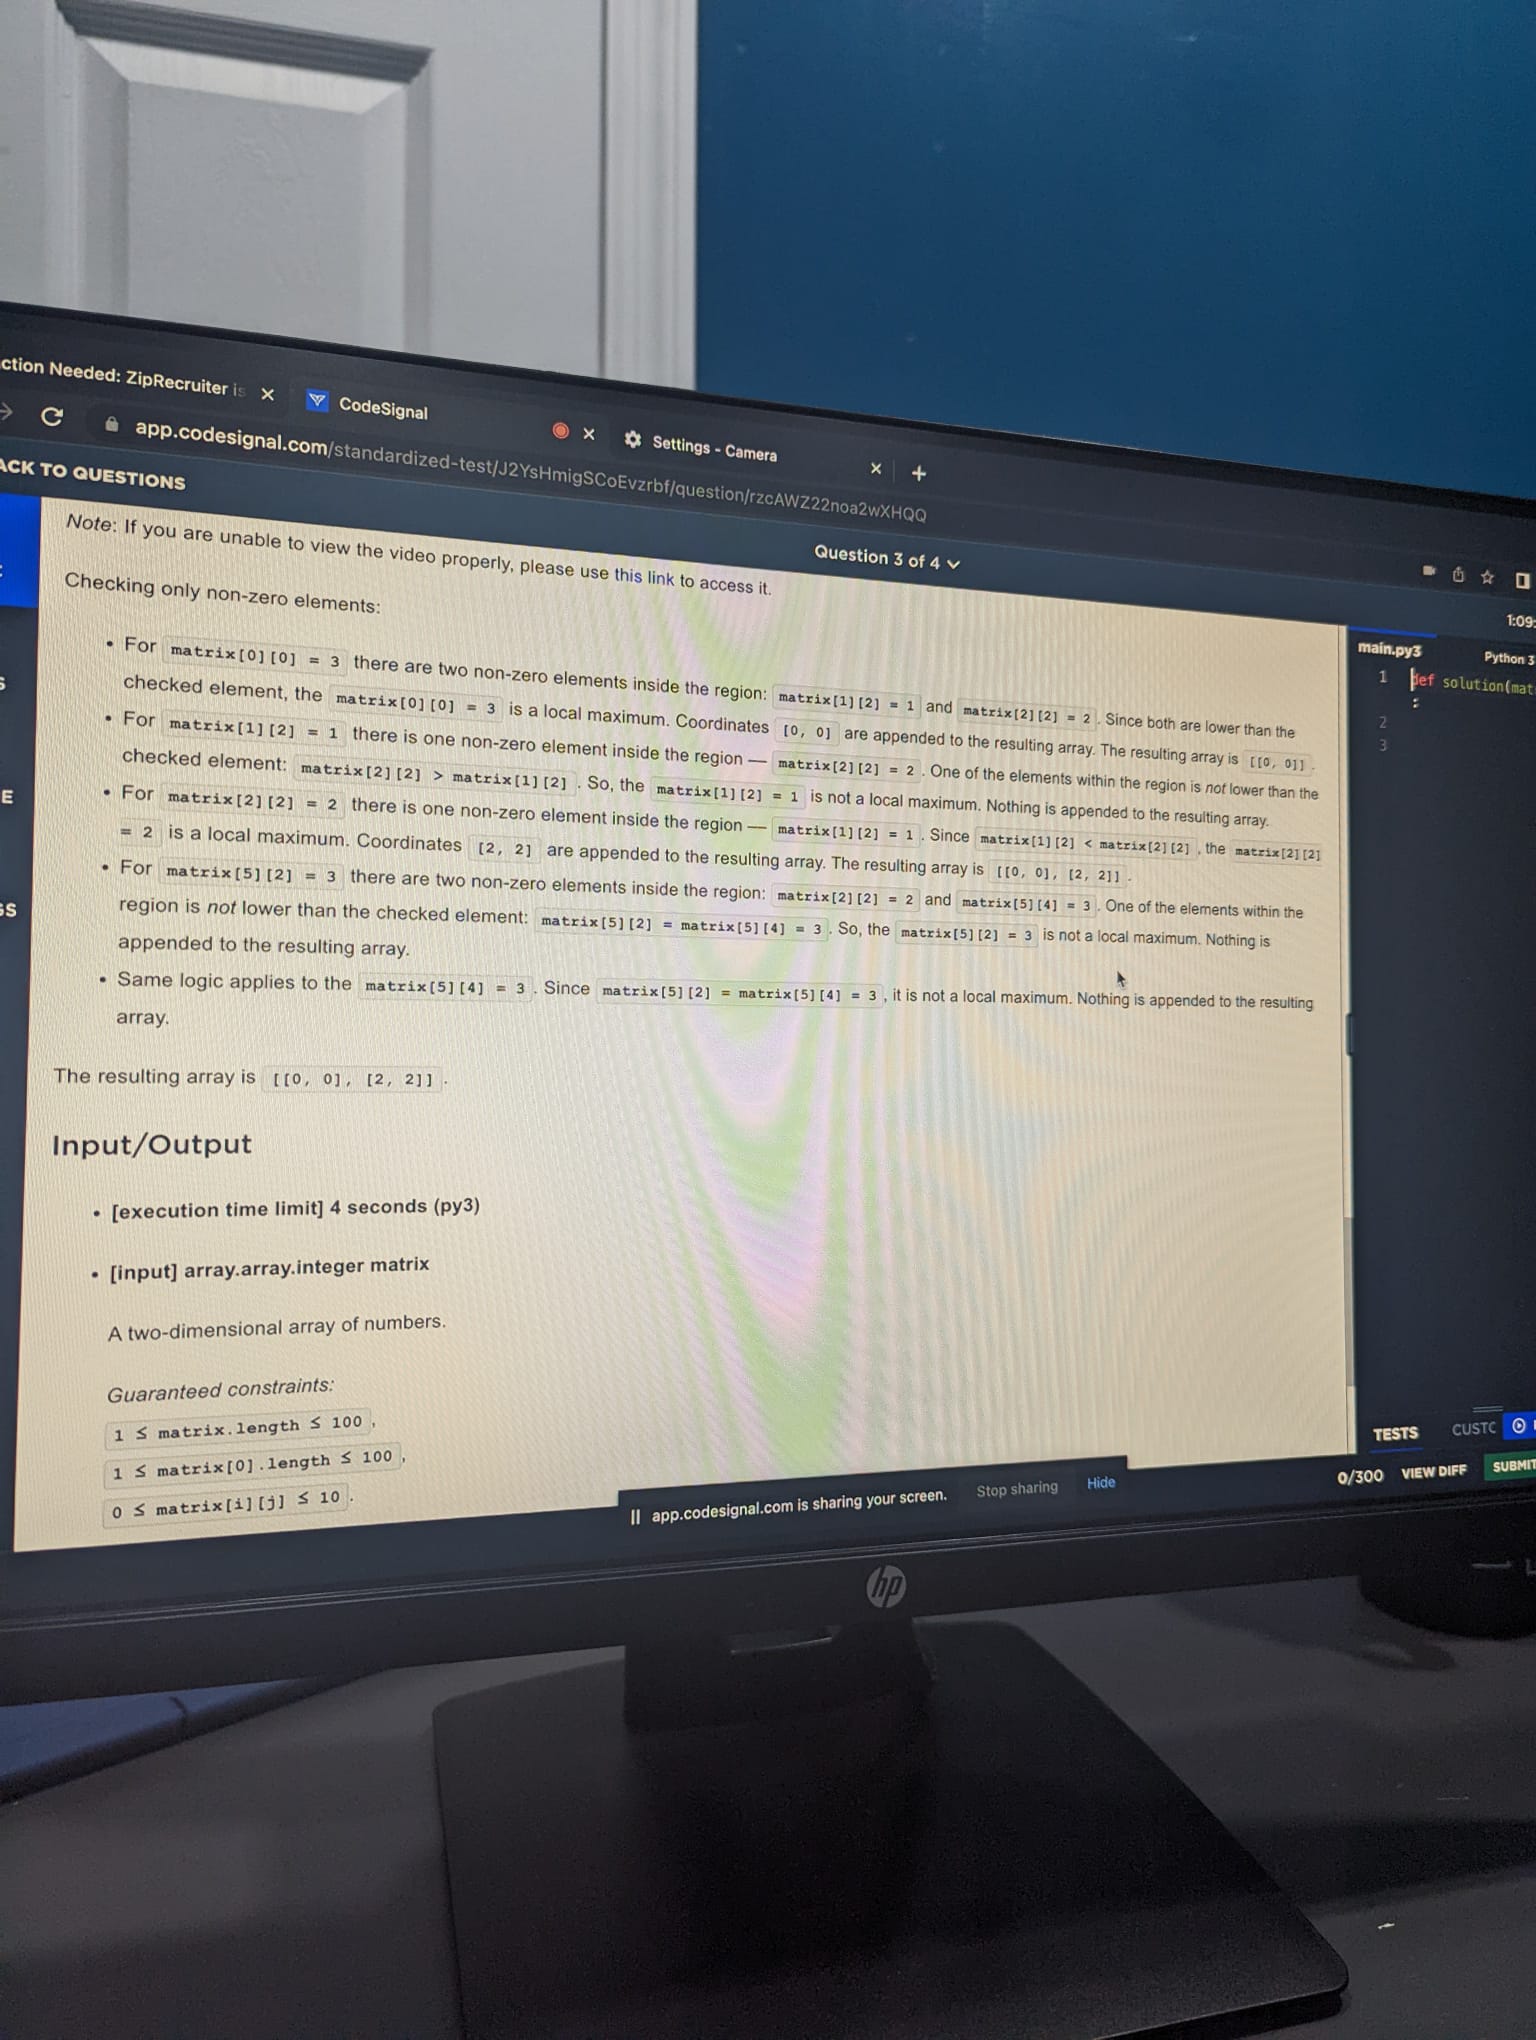 ction Needed: ZipRecruiter is
CodeSignal
Settings - Camera
app.codesignal.com/standardized-test/J2YsHmigSCoEvzrbf/question/rzcAWZ22noa2wXHQQ
ACK TO QUESTIONS
Question 3 of 4
1:09:
Note: If you are unable to view the video properly, please use this link to access it.
Checking only non-zero elements:
• For matrix[0][0] = 3 there are two non-zero elements inside the region: matrix[1][2] = 1 and matrix[2][2] = 2 . Since both are lower than the
checked element, the matrix[0][0] = 3 is a local maximum. Coordinates [0, 0] are appended to the resulting array. The resulting array is [[0, 0]] .
• For matrix[1][2] = 1 there is one non-zero element inside the region — matrix[2][2] = 2 . One of the elements within the region is not lower than the
checked element: matrix[2][2] > matrix[1][2] . So, the matrix[1][2] = 1 is not a local maximum. Nothing is appended to the resulting array.
• For matrix[2][2] = 2 there is one non-zero element inside the region — matrix[1][2] = 1 . Since matrix[1][2] < matrix[2][2] , the matrix[2][2]
= 2 is a local maximum. Coordinates [2, 2] are appended to the resulting array. The resulting array is [[0, 0], [2, 2]] .
• For matrix[5][2] = 3 there are two non-zero elements inside the region: matrix[2][2] = 2 and matrix[5][4] = 3 . One of the elements within the
region is not lower than the checked element: matrix[5][2] = matrix[5][4] = 3 . So, the matrix[5][2] = 3 is not a local maximum. Nothing is
appended to the resulting array.
• Same logic applies to the matrix[5][4] = 3 . Since matrix[5][2] = matrix[5][4] = 3 , it is not a local maximum. Nothing is appended to the resulting
array.
The resulting array is [[0, 0], [2, 2]] .
Input/Output
• [execution time limit] 4 seconds (py3)
• [input] array.array.integer matrix
A two-dimensional array of numbers.
Guaranteed constraints:
1 ≤ matrix.length ≤ 100 ,
1 ≤ matrix[0].length ≤ 100 ,
0 ≤ matrix[i][j] ≤ 10 .
main.py3
Python 3
1 def solution(mat
:
2
3
E
TESTS
CUSTC
0/300
VIEW DIFF
SUBMIT
app.codesignal.com is sharing your screen.
Stop sharing
Hide
hp